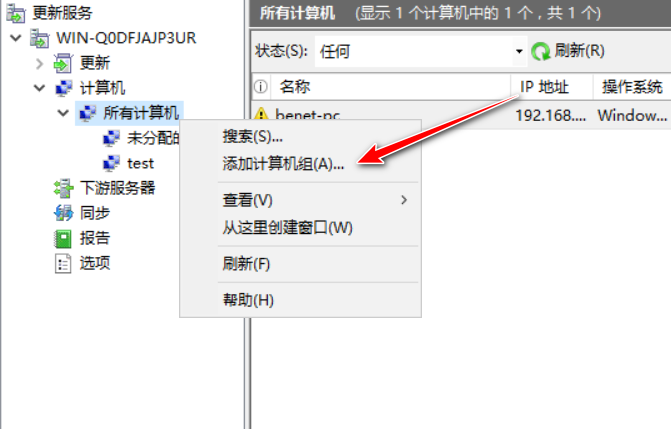 更新服务
WIN-Q0DFJAJP3UR
更新
计算机
所有计算机
未分配的
test
下游服务器
同步
报告
选项
所有计算机 (显示 1 个计算机中的 1 个，共 1 个)
状态(S): 任何 刷新(R)
名称 IP 地址 操作系统
benet-pc 192.168.... Window...
搜索(S)...
添加计算机组(A)...
查看(V)
从这里创建窗口(W)
刷新(F)
帮助(H)